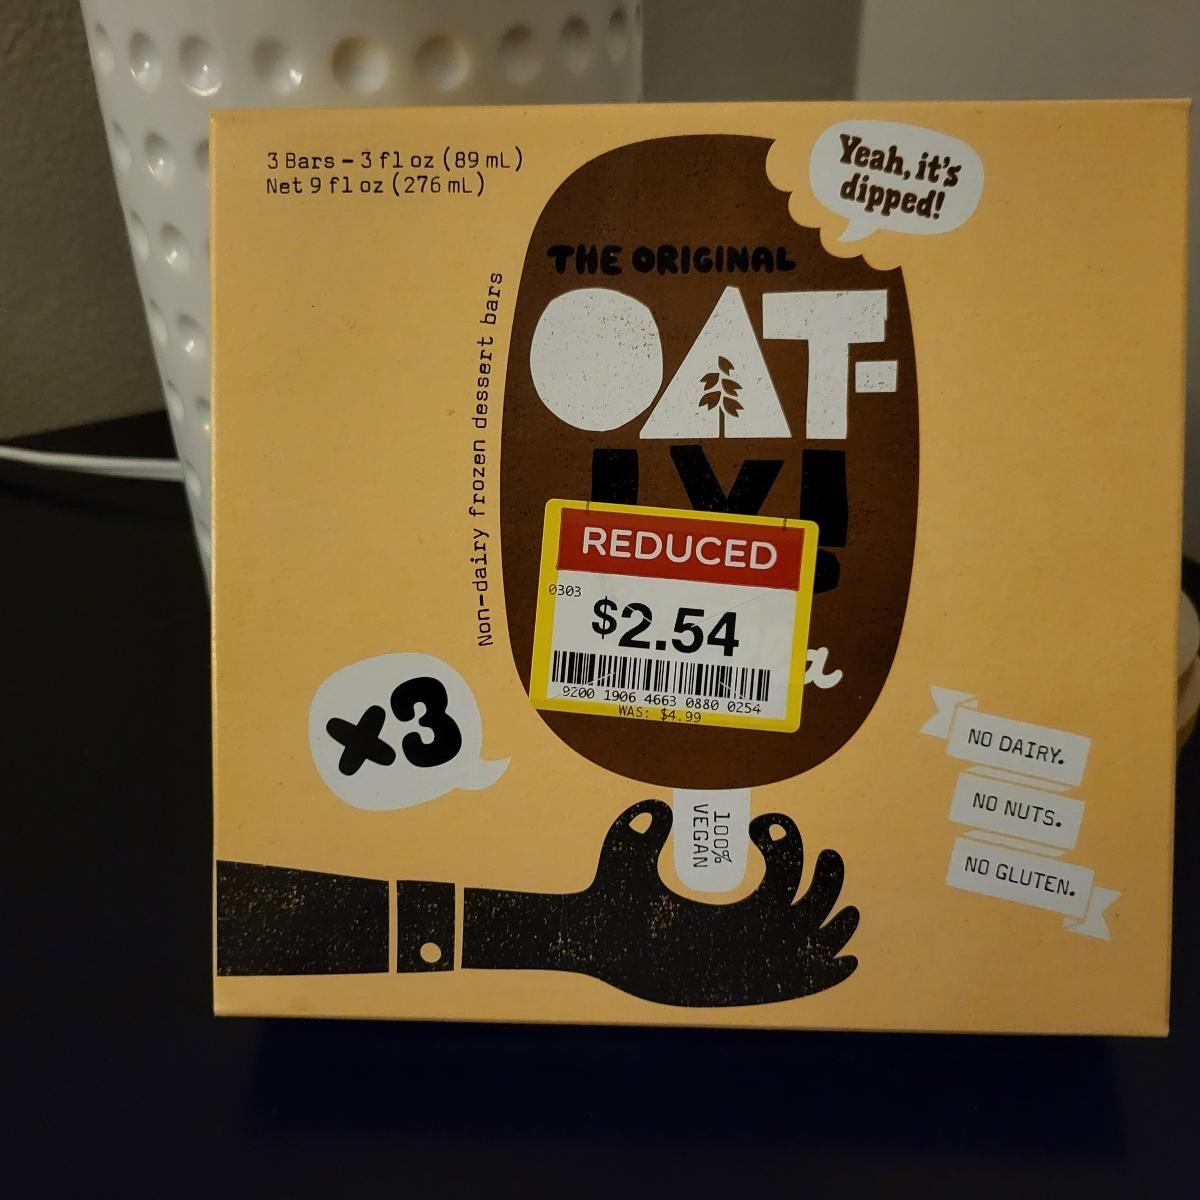 3 Bars – 3 fl oz (89 mL)
Net 9 fl oz (276 mL)
Yeah, it's
dipped!
THE ORIGINAL
OAT-
LY!
Non-dairy frozen dessert bars
REDUCED
0303
$2.54
9200 1906 4663 0880 0254
WAS: $4.99
x3
100%
VEGAN
NO DAIRY.
NO NUTS.
NO GLUTEN.